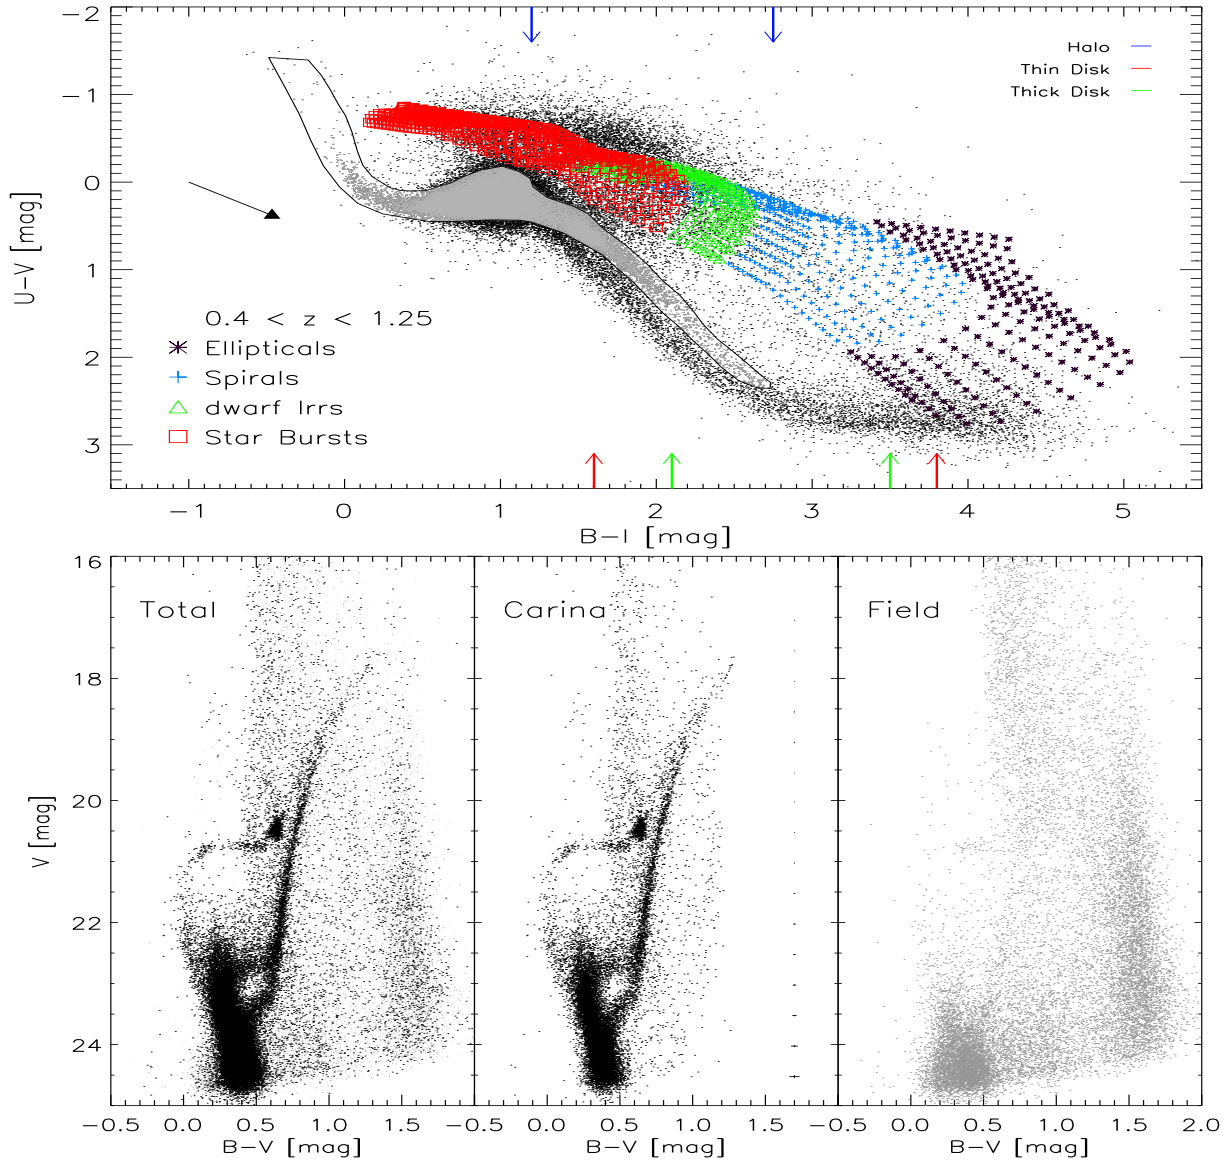 −2
−1
0
1
2
3
U−V [mag]
Halo
Thin Disk
Thick Disk
0.4 < z < 1.25
Ellipticals
Spirals
dwarf Irrs
Star Bursts
−1 0 1 2 3 4 5
B−I [mag]
16
18
20
22
24
V [mag]
Total
Carina
Field
−0.5 0.0 0.5 1.0 1.5 −0.5 0.0 0.5 1.0 1.5 −0.5 0.0 0.5 1.0 1.5 2.0
B−V [mag] B−V [mag] B−V [mag]